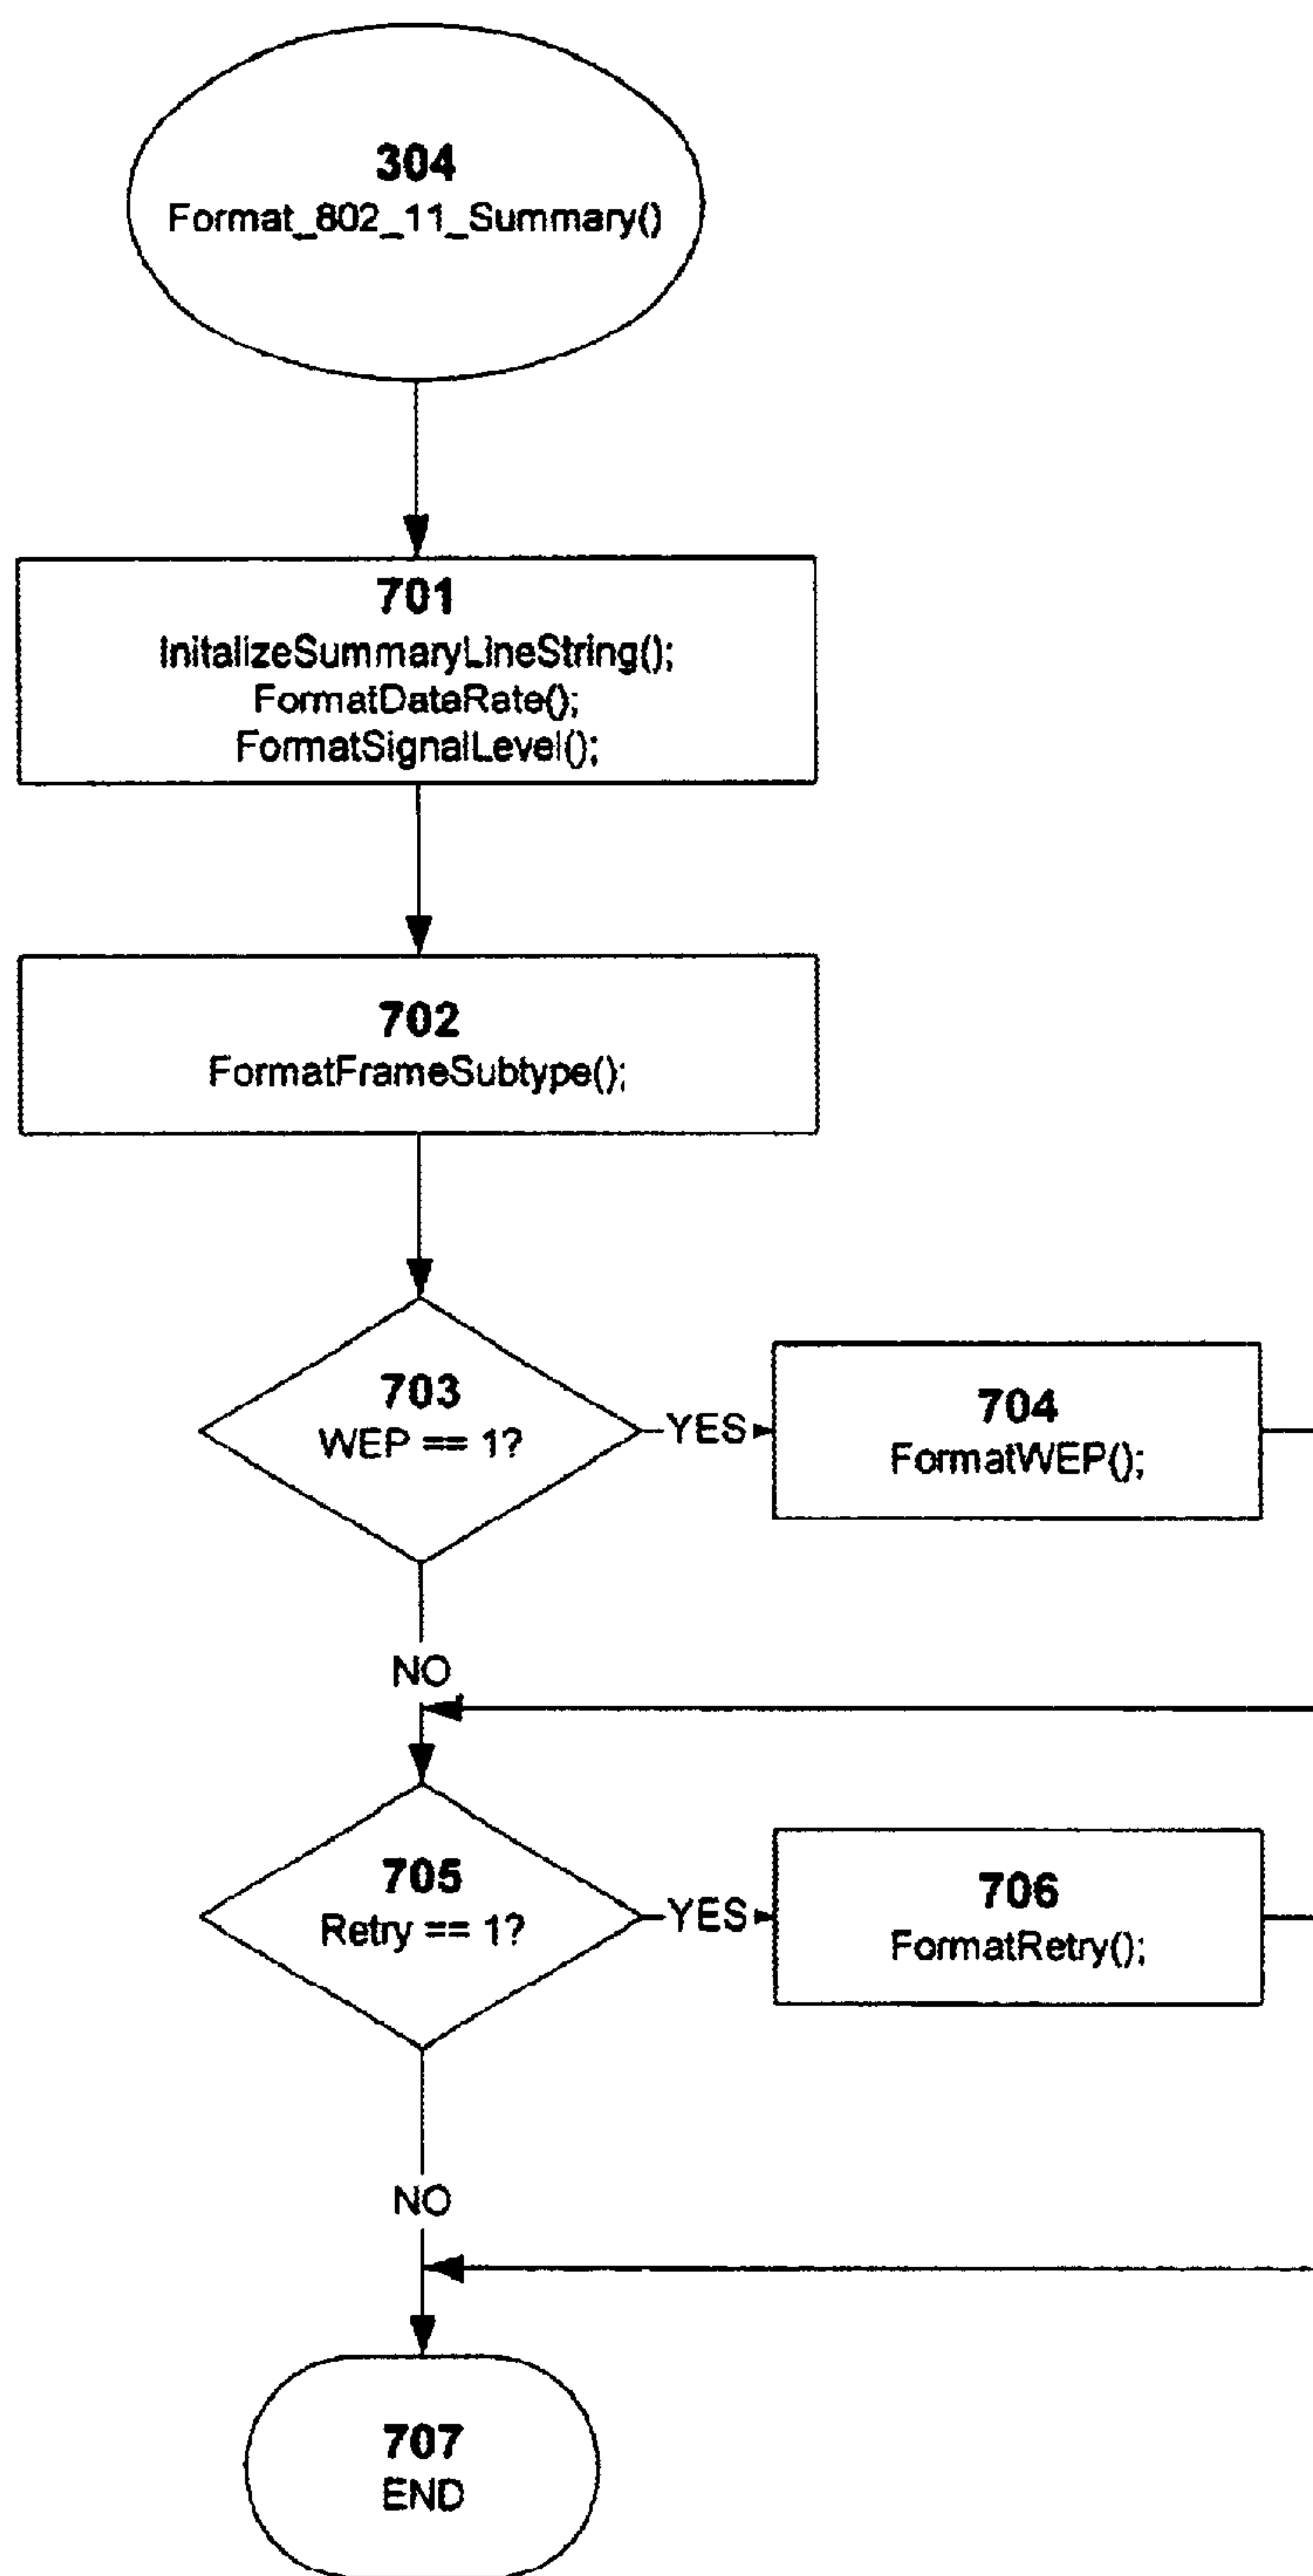 304
Format_802_11_Summary()
701
InitalizeSummaryLineString();
FormatDataRate();
FormatSignalLevel();
702
FormatFrameSubtype();
703
WEP == 1?
YES
704
FormatWEP();
NO
705
Retry == 1?
YES
706
FormatRetry();
NO
707
END